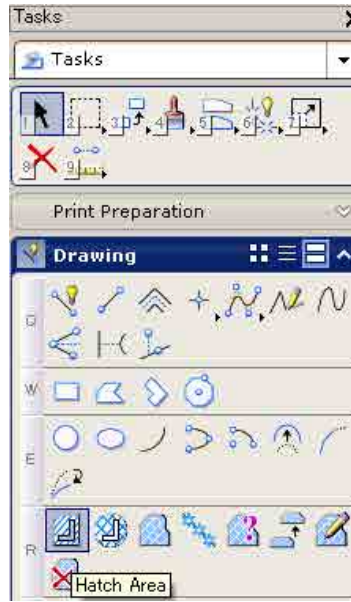 Tasks
Tasks
1 2 3 4 5 6 7
8 9
Print Preparation
Drawing
Q
W
E
R
Hatch Area